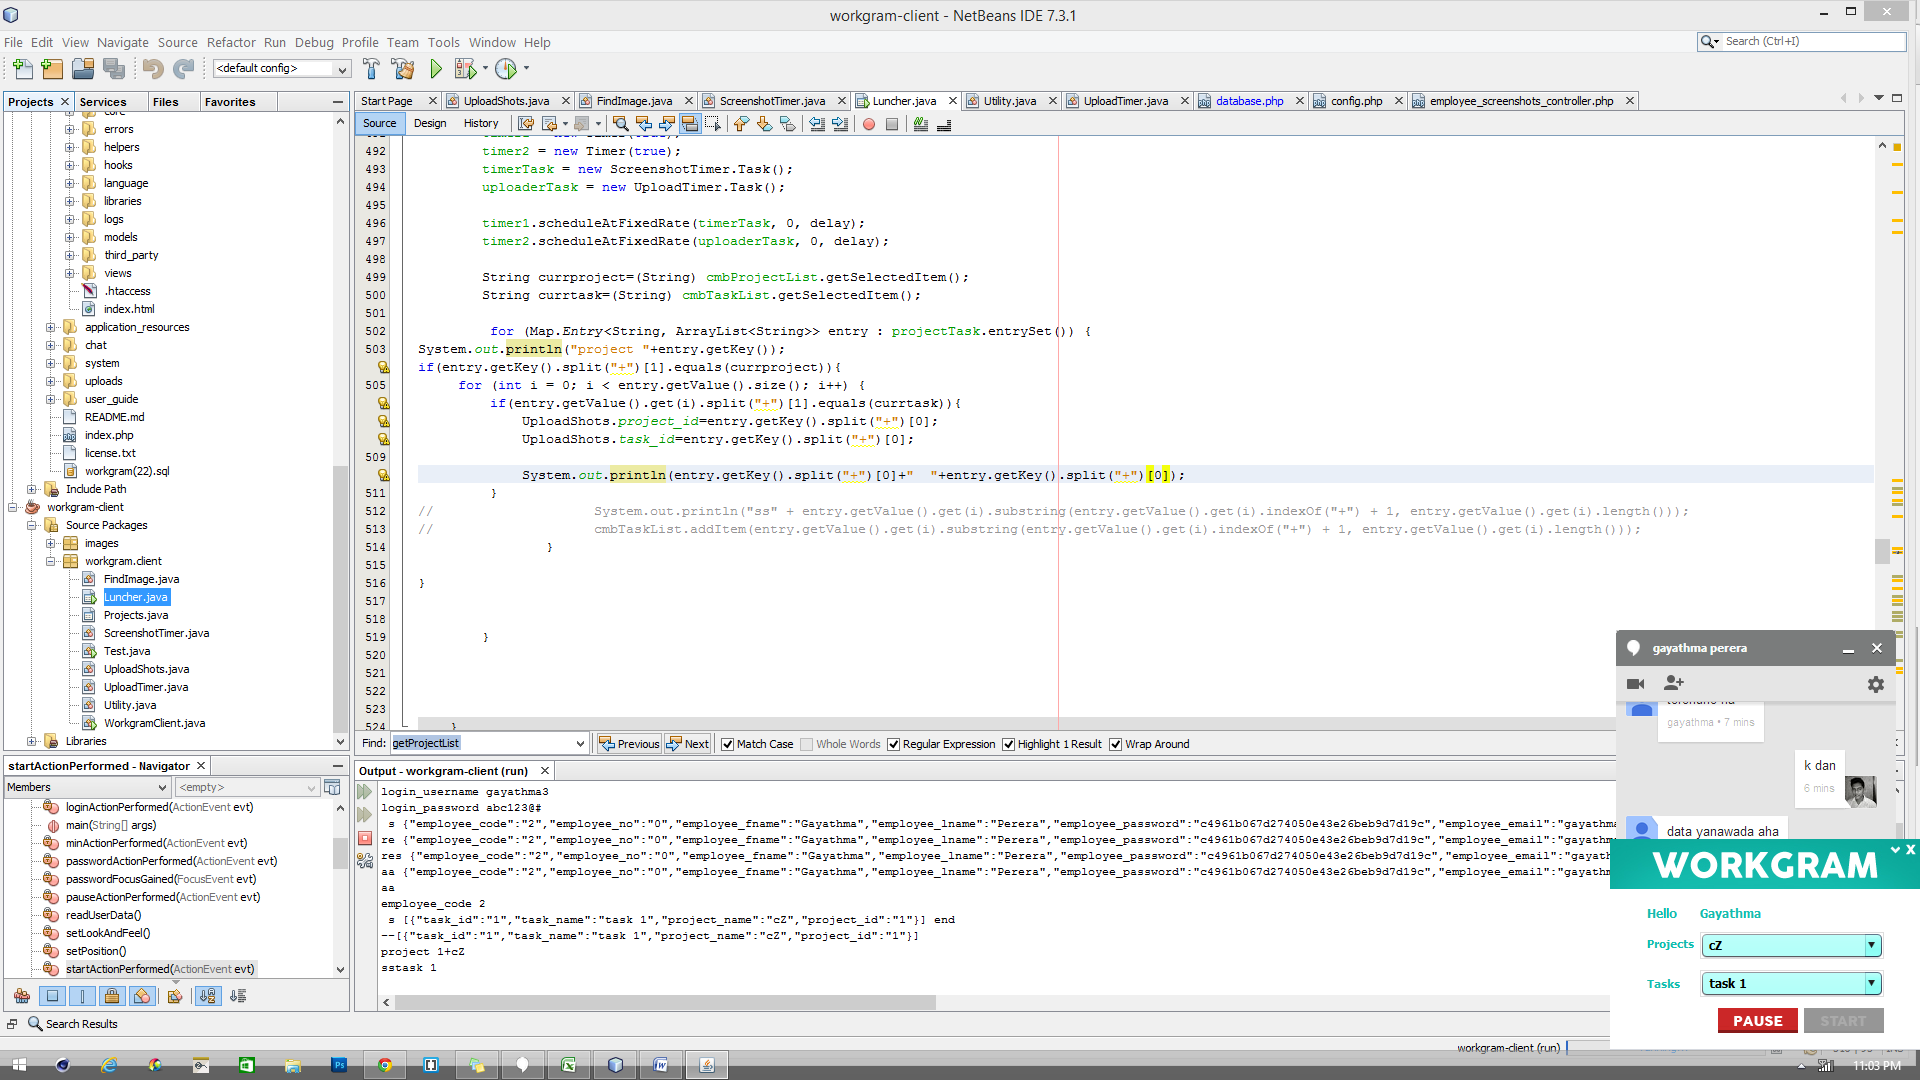 workgram-client - NetBeans IDE 7.3.1
File Edit View Navigate Source Refactor Run Debug Profile Team Tools Window Help
Search (Ctrl+I)
<default config>
Projects Services Files Favorites
errors
helpers
hooks
language
libraries
logs
models
third_party
views
.htaccess
index.html
application_resources
chat
system
uploads
user_guide
README.md
index.php
license.txt
workgram(22).sql
Include Path
workgram-client
Source Packages
images
workgram.client
FindImage.java
Luncher.java
Projects.java
ScreenshotTimer.java
Test.java
UploadShots.java
UploadTimer.java
Utility.java
WorkgramClient.java
Libraries
startActionPerformed - Navigator
Members <empty>
loginActionPerformed(ActionEvent evt)
main(String[] args)
minActionPerformed(ActionEvent evt)
passwordActionPerformed(ActionEvent evt)
passwordFocusGained(FocusEvent evt)
pauseActionPerformed(ActionEvent evt)
readUserData()
setLookAndFeel()
setPosition()
startActionPerformed(ActionEvent evt)
Search Results
Start Page UploadShots.java FindImage.java ScreenshotTimer.java Luncher.java Utility.java UploadTimer.java database.php config.php employee_screenshots_controller.php
Source Design History
492 timer2 = new Timer(true);
493 timerTask = new ScreenshotTimer.Task();
494 uploaderTask = new UploadTimer.Task();
495
496 timer1.scheduleAtFixedRate(timerTask, 0, delay);
497 timer2.scheduleAtFixedRate(uploaderTask, 0, delay);
498
499 String currproject=(String) cmbProjectList.getSelectedItem();
500 String currtask=(String) cmbTaskList.getSelectedItem();
501
502 for (Map.Entry<String, ArrayList<String>> entry : projectTask.entrySet()) {
503 System.out.println("project "+entry.getKey());
if(entry.getKey().split("+")[1].equals(currproject)){
505 for (int i = 0; i < entry.getValue().size(); i++) {
if(entry.getValue().get(i).split("+")[1].equals(currtask)){
UploadShots.project_id=entry.getKey().split("+")[0];
UploadShots.task_id=entry.getKey().split("+")[0];
509
System.out.println(entry.getKey().split("+")[0]+"  "+entry.getKey().split("+")[0]);
511 }
512 // System.out.println("ss" + entry.getValue().get(i).substring(entry.getValue().get(i).indexOf("+") + 1, entry.getValue().get(i).length()));
513 // cmbTaskList.addItem(entry.getValue().get(i).substring(entry.getValue().get(i).indexOf("+") + 1, entry.getValue().get(i).length()));
514 }
515
516 }
517
518
519 }
520
521
522
523
524 }
Find: getProjectList Previous Next Match Case Whole Words Regular Expression Highlight 1 Result Wrap Around
Output - workgram-client (run)
login_username gayathma3
login_password abc123@#
s {"employee_code":"2","employee_no":"0","employee_fname":"Gayathma","employee_lname":"Perera","employee_password":"c4961b067d274050e43e26beb9d7d19c","employee_email":"gayathma
re {"employee_code":"2","employee_no":"0","employee_fname":"Gayathma","employee_lname":"Perera","employee_password":"c4961b067d274050e43e26beb9d7d19c","employee_email":"gayathm
res {"employee_code":"2","employee_no":"0","employee_fname":"Gayathma","employee_lname":"Perera","employee_password":"c4961b067d274050e43e26beb9d7d19c","employee_email":"gayath
aa {"employee_code":"2","employee_no":"0","employee_fname":"Gayathma","employee_lname":"Perera","employee_password":"c4961b067d274050e43e26beb9d7d19c","employee_email":"gayathm
aa
employee_code 2
s [{"task_id":"1","task_name":"task 1","project_name":"cZ","project_id":"1"}] end
--[{"task_id":"1","task_name":"task 1","project_name":"cZ","project_id":"1"}]
project 1+cZ
sstask 1
gayathma perera
gayathma • 7 mins
k dan
6 mins
data yanawada aha
WORKGRAM
Hello Gayathma
Projects cZ
Tasks task 1
PAUSE START
workgram-client (run)
11:03 PM